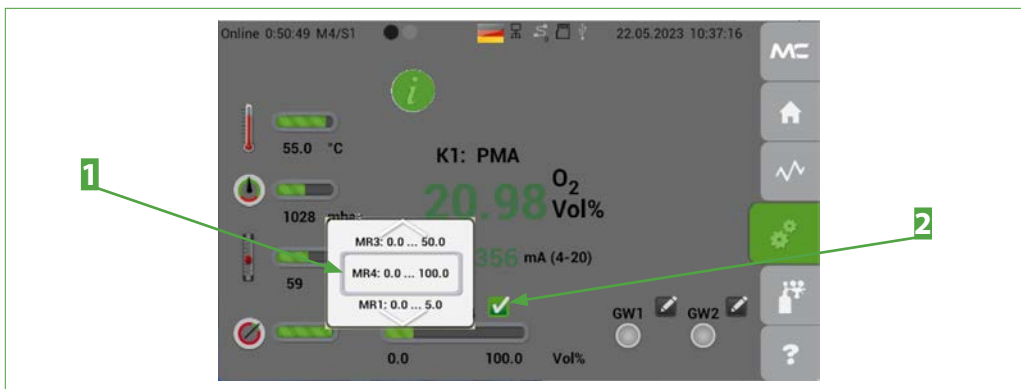 Online 0:50:49 M4/S1 22.05.2023 10:37:16
MC
55.0 °C
K1: PMA
1
20.98 O2
Vol%
2
1028
MR3: 0.0 ... 50.0
356 mA (4-20)
MR4: 0.0 ... 100.0
59
MR1: 0.0 ... 5.0
GW1 GW2
0.0 100.0 Vol%
?